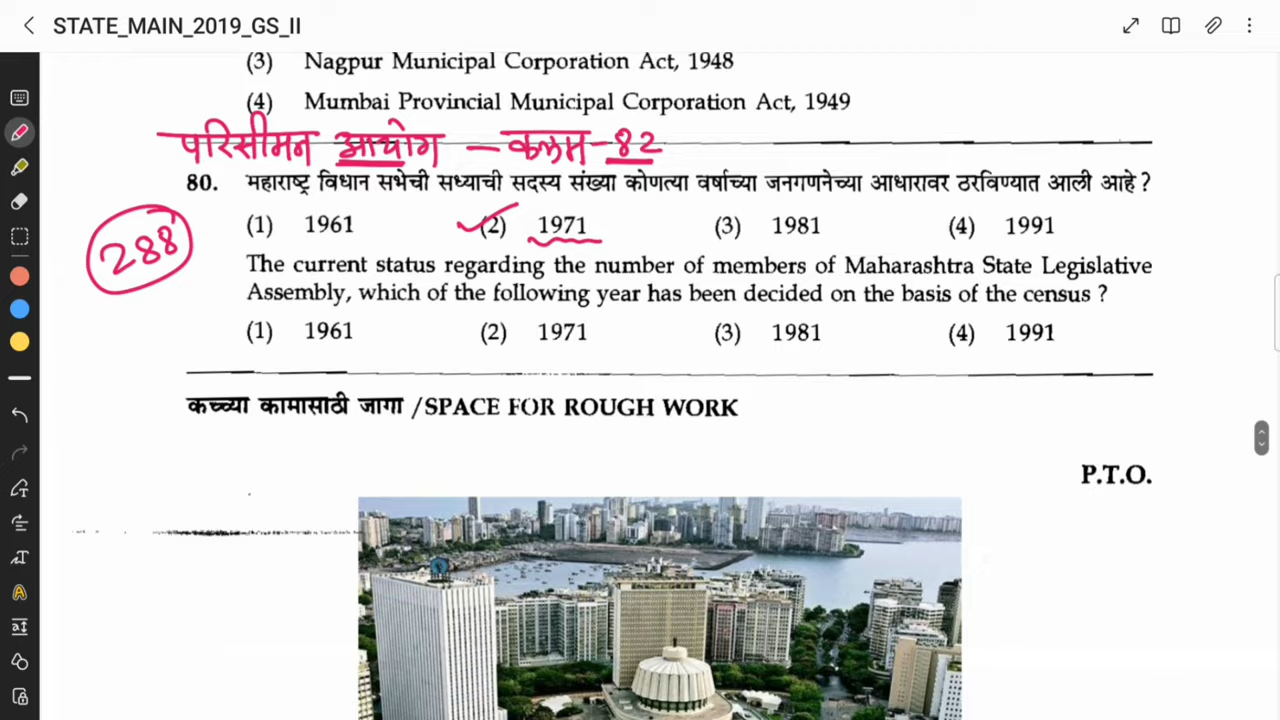 STATE_MAIN_2019_GS_II
(3) Nagpur Municipal Corporation Act, 1948
(4) Mumbai Provincial Municipal Corporation Act, 1949
परिसीमन आयोग – कलम-82
80. महाराष्ट्र विधान सभेची सध्याची सदस्य संख्या कोणत्या वर्षाच्या जनगणनेच्या आधारावर ठरविण्यात आली आहे ?
(1) 1961 (2) 1971 (3) 1981 (4) 1991
288
The current status regarding the number of members of Maharashtra State Legislative
Assembly, which of the following year has been decided on the basis of the census ?
(1) 1961 (2) 1971 (3) 1981 (4) 1991
कच्च्या कामासाठी जागा /SPACE FOR ROUGH WORK
P.T.O.